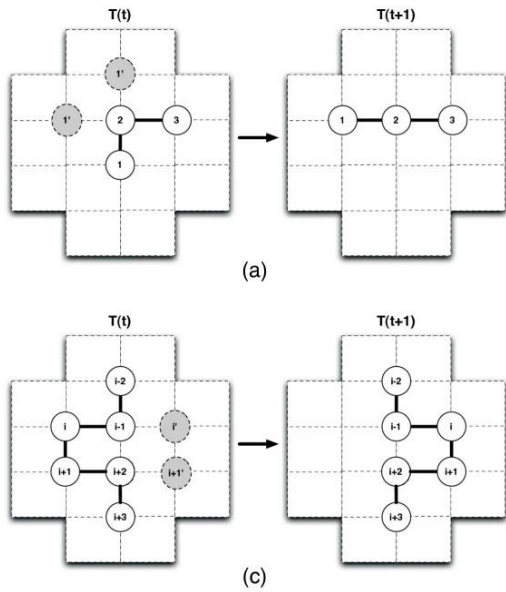 T(t) T(t+1)
1'
1' 2 3 1 2 3
1
(a)
T(t) T(t+1)
i-2 i-2
i i-1 i' i-1 i
i+1 i+2 i+1' i+2 i+1
i+3 i+3
(c)